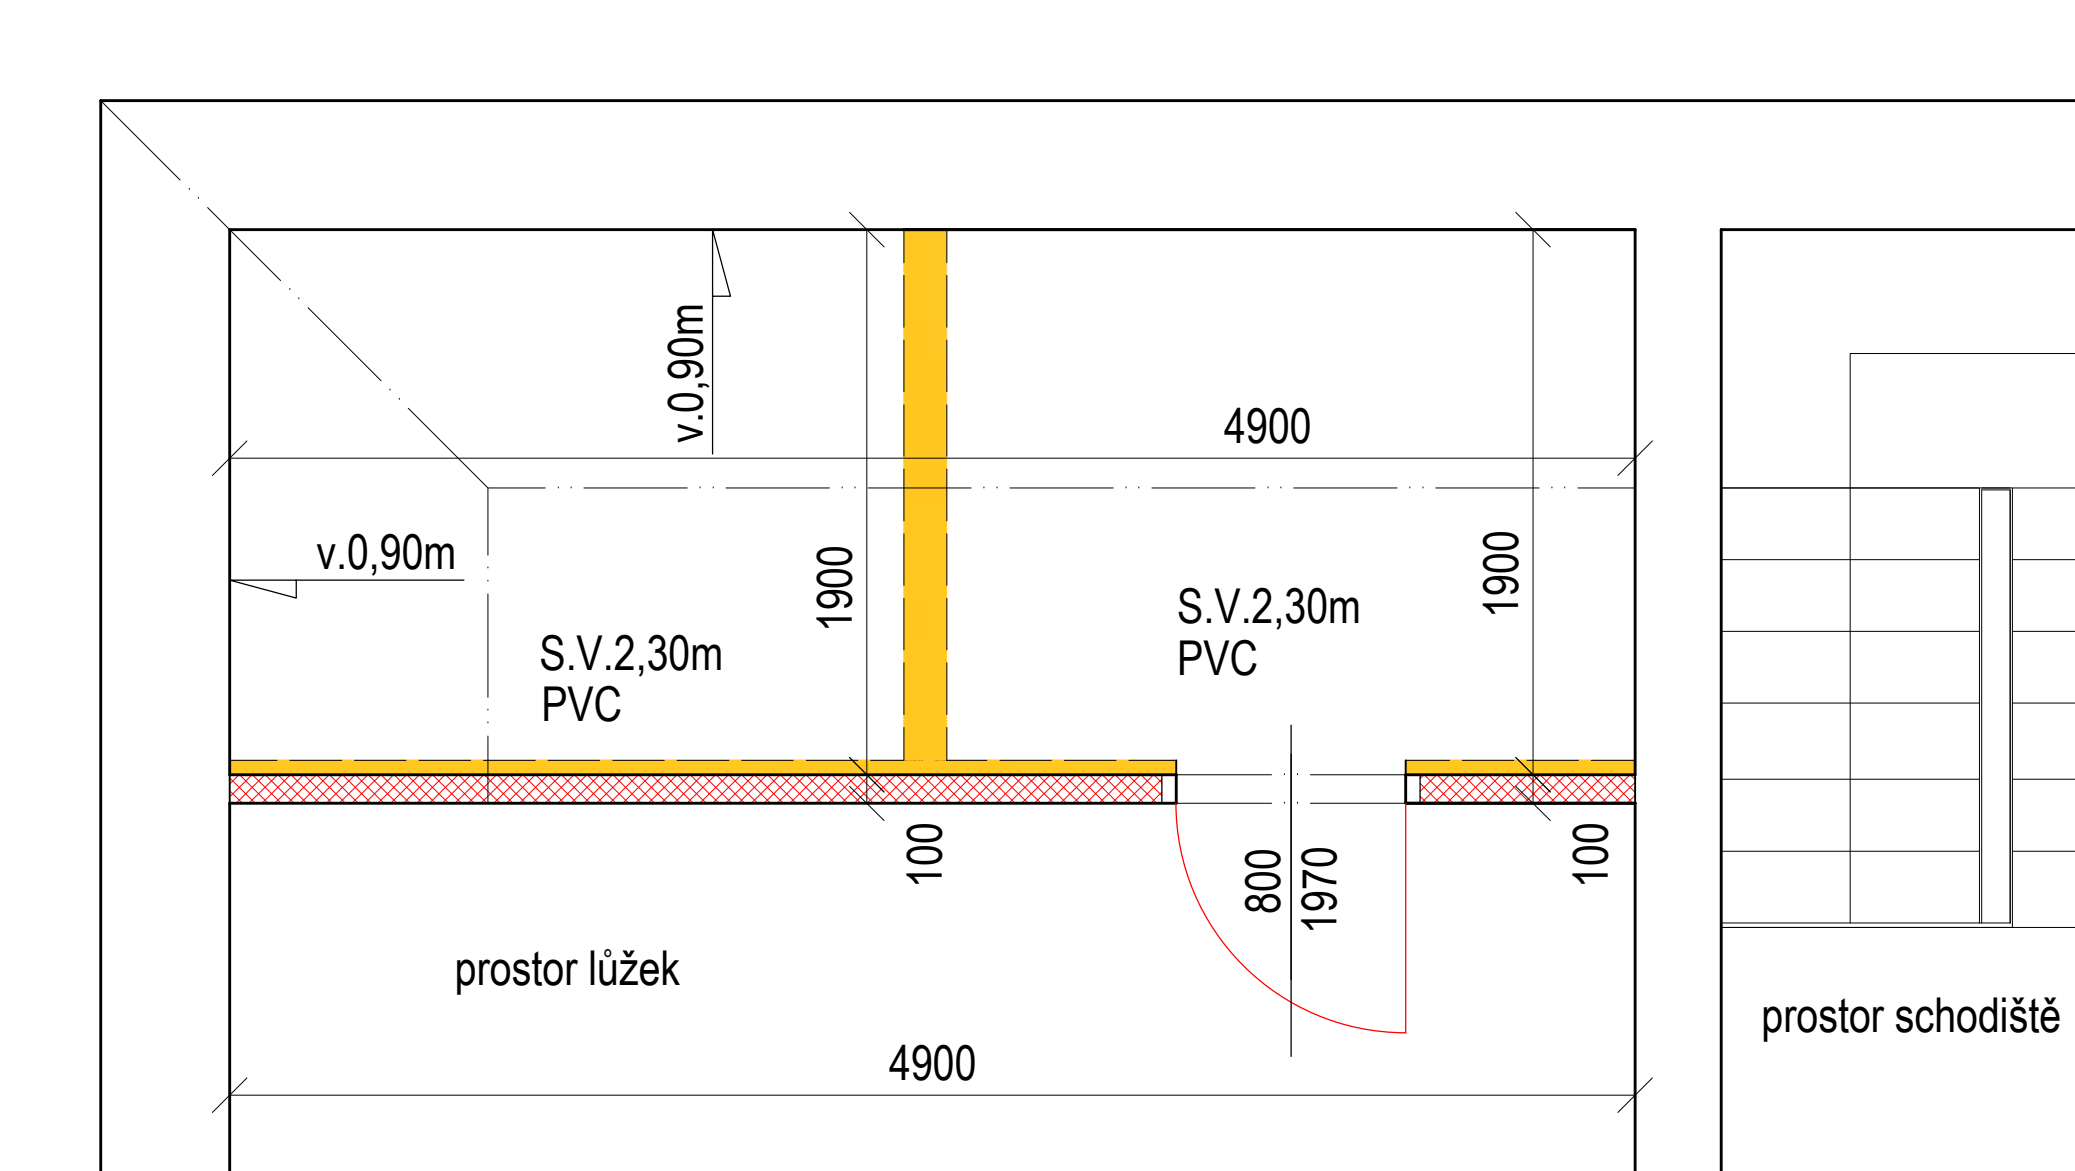 v.0,90m
4900
v.0,90m
1900
1900
S.V.2,30m
PVC
S.V.2,30m
PVC
100
800
1970
100
prostor lůžek
prostor schodiště
4900